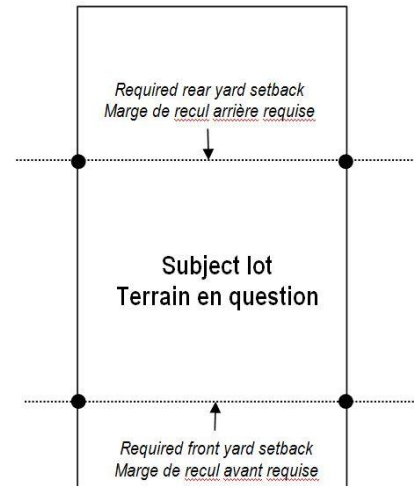 Required rear yard setback
Marge de recul arrière requise
Subject lot
Terrain en question
Required front yard setback
Marge de recul avant requise